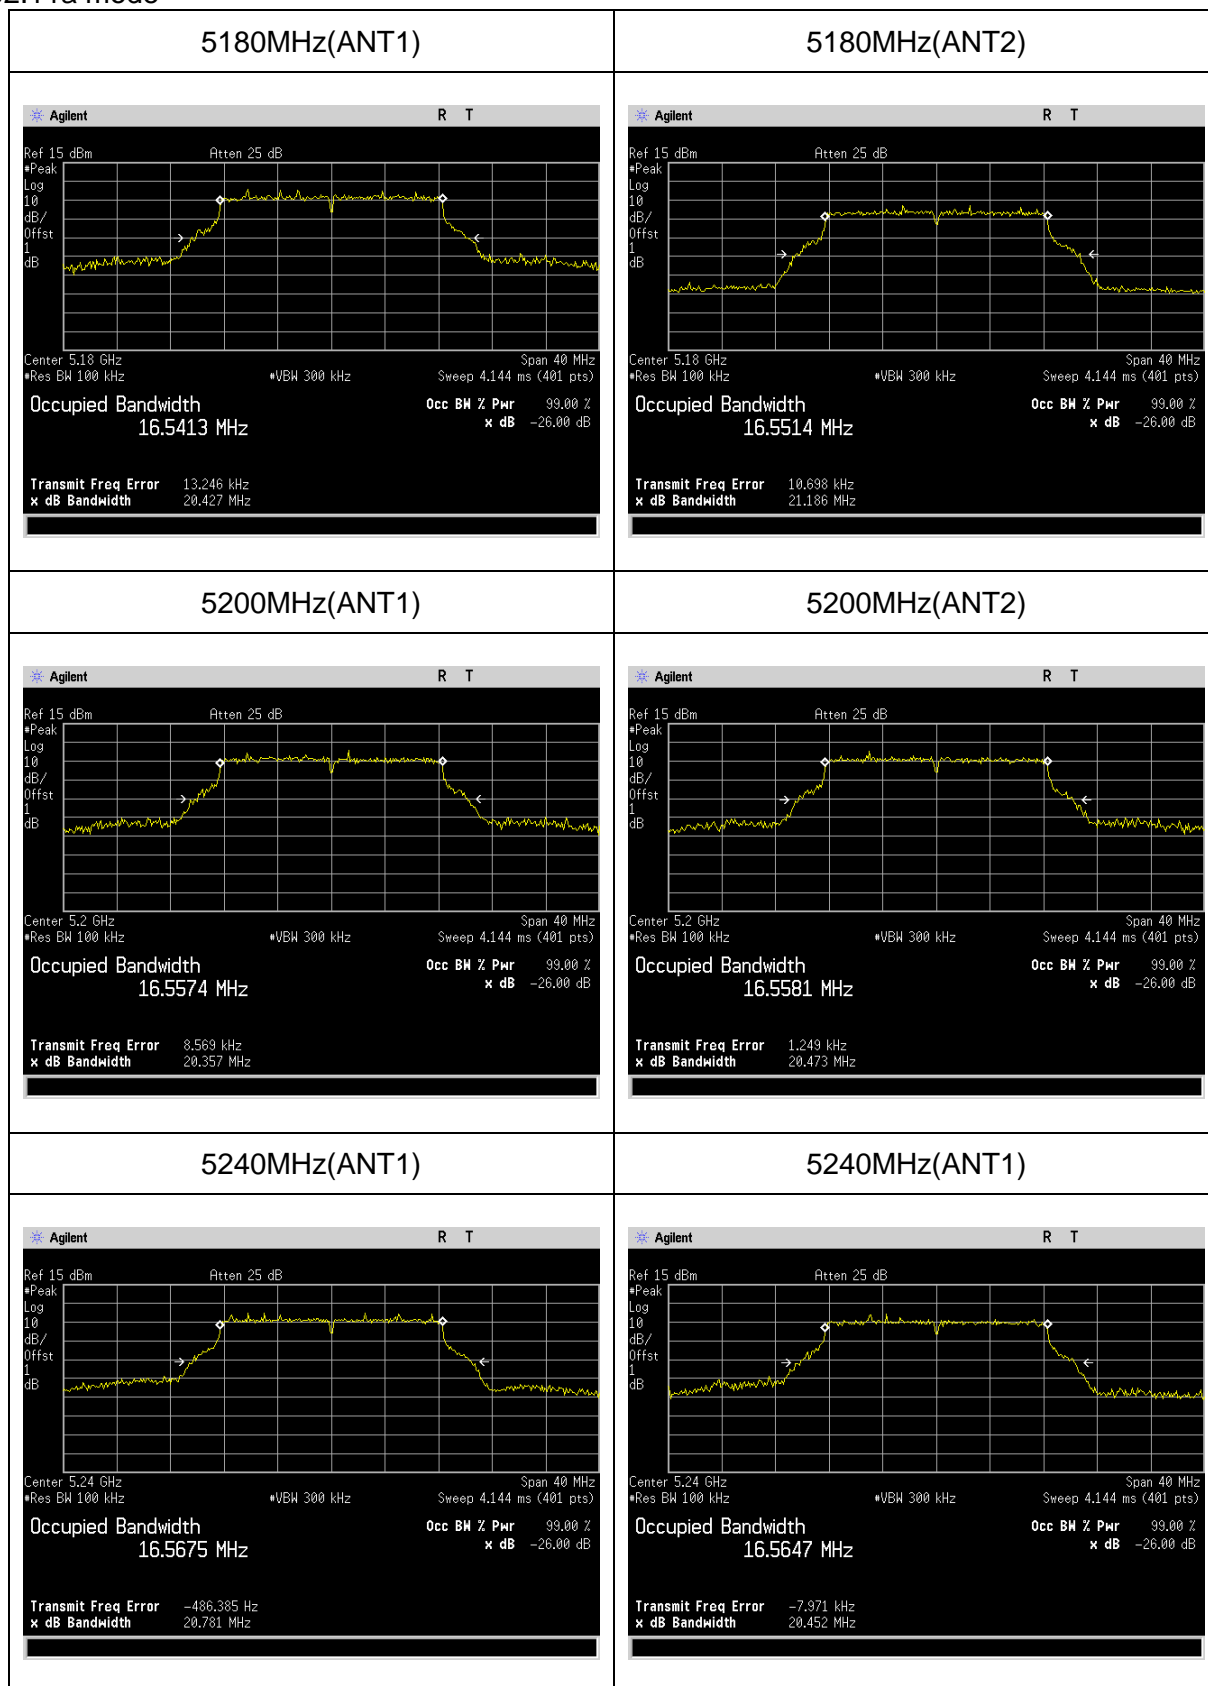 02.11a mode
5180MHz(ANT1)
5180MHz(ANT2)
Agilent R T
Ref 15 dBm Atten 25 dB
#Peak
Log
10
dB/
Offst
1
dB
Center 5.18 GHz Span 40 MHz
#Res BW 100 kHz #VBW 300 kHz Sweep 4.144 ms (401 pts)
Occupied Bandwidth Occ BW % Pwr 99.00 %
16.5413 MHz x dB -26.00 dB
Transmit Freq Error 13.246 kHz
x dB Bandwidth 20.427 MHz
Agilent R T
Ref 15 dBm Atten 25 dB
#Peak
Log
10
dB/
Offst
1
dB
Center 5.18 GHz Span 40 MHz
#Res BW 100 kHz #VBW 300 kHz Sweep 4.144 ms (401 pts)
Occupied Bandwidth Occ BW % Pwr 99.00 %
16.5514 MHz x dB -26.00 dB
Transmit Freq Error 10.698 kHz
x dB Bandwidth 21.186 MHz
5200MHz(ANT1)
5200MHz(ANT2)
Agilent R T
Ref 15 dBm Atten 25 dB
#Peak
Log
10
dB/
Offst
1
dB
Center 5.2 GHz Span 40 MHz
#Res BW 100 kHz #VBW 300 kHz Sweep 4.144 ms (401 pts)
Occupied Bandwidth Occ BW % Pwr 99.00 %
16.5574 MHz x dB -26.00 dB
Transmit Freq Error 8.569 kHz
x dB Bandwidth 20.357 MHz
Agilent R T
Ref 15 dBm Atten 25 dB
#Peak
Log
10
dB/
Offst
1
dB
Center 5.2 GHz Span 40 MHz
#Res BW 100 kHz #VBW 300 kHz Sweep 4.144 ms (401 pts)
Occupied Bandwidth Occ BW % Pwr 99.00 %
16.5581 MHz x dB -26.00 dB
Transmit Freq Error 1.249 kHz
x dB Bandwidth 20.473 MHz
5240MHz(ANT1)
5240MHz(ANT1)
Agilent R T
Ref 15 dBm Atten 25 dB
#Peak
Log
10
dB/
Offst
1
dB
Center 5.24 GHz Span 40 MHz
#Res BW 100 kHz #VBW 300 kHz Sweep 4.144 ms (401 pts)
Occupied Bandwidth Occ BW % Pwr 99.00 %
16.5675 MHz x dB -26.00 dB
Transmit Freq Error -486.385 Hz
x dB Bandwidth 20.781 MHz
Agilent R T
Ref 15 dBm Atten 25 dB
#Peak
Log
10
dB/
Offst
1
dB
Center 5.24 GHz Span 40 MHz
#Res BW 100 kHz #VBW 300 kHz Sweep 4.144 ms (401 pts)
Occupied Bandwidth Occ BW % Pwr 99.00 %
16.5647 MHz x dB -26.00 dB
Transmit Freq Error -7.971 kHz
x dB Bandwidth 20.452 MHz